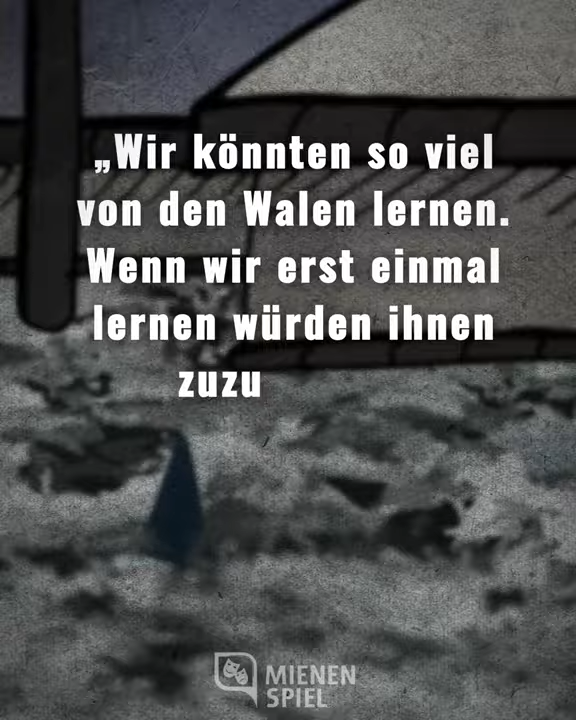 „Wir könnten so viel
von den Walen lernen.
Wenn wir erst einmal
lernen würden ihnen
zuzu
MIENEN
SPIEL